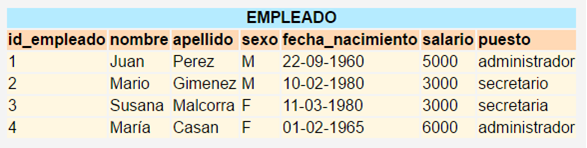 EMPLEADO
id_empleado nombre apellido sexo fecha_nacimiento salario puesto
1 Juan Perez M 22-09-1960 5000 administrador
2 Mario Gimenez M 10-02-1980 3000 secretario
3 Susana Malcorra F 11-03-1980 3000 secretaria
4 María Casan F 01-02-1965 6000 administrador